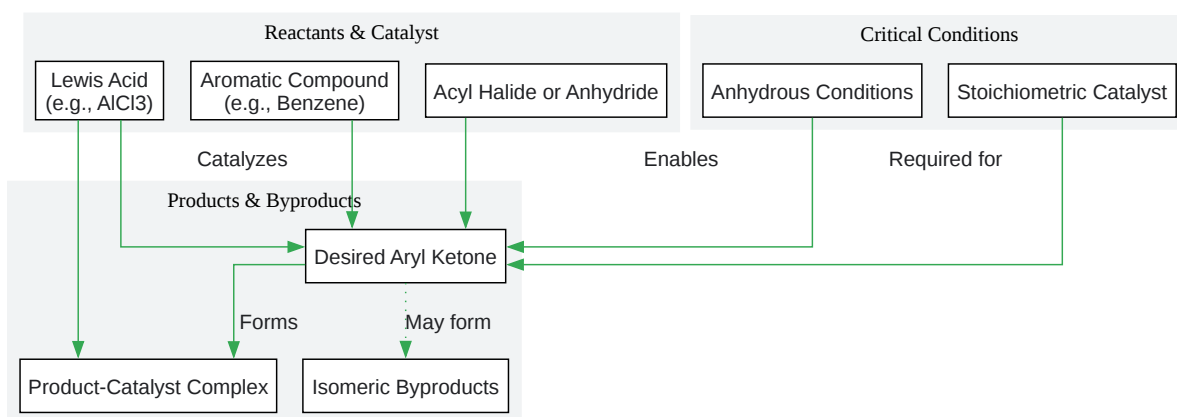 Reactants & Catalyst
Critical Conditions
Lewis Acid
(e.g., AlCl3)
Aromatic Compound
(e.g., Benzene)
Acyl Halide or Anhydride
Anhydrous Conditions
Stoichiometric Catalyst
Catalyzes
Enables
Required for
Products & Byproducts
Desired Aryl Ketone
Forms
May form
Product-Catalyst Complex
Isomeric Byproducts